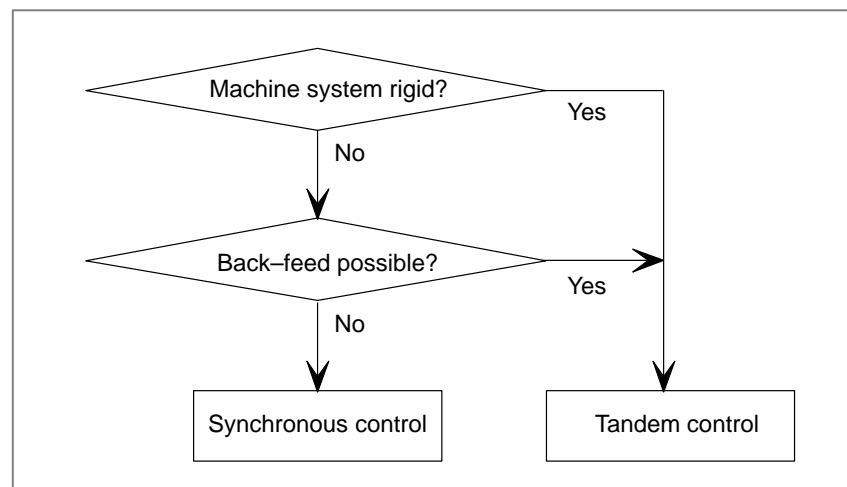 Machine system rigid?
Yes
No
Back–feed possible?
Yes
No
Synchronous control
Tandem control